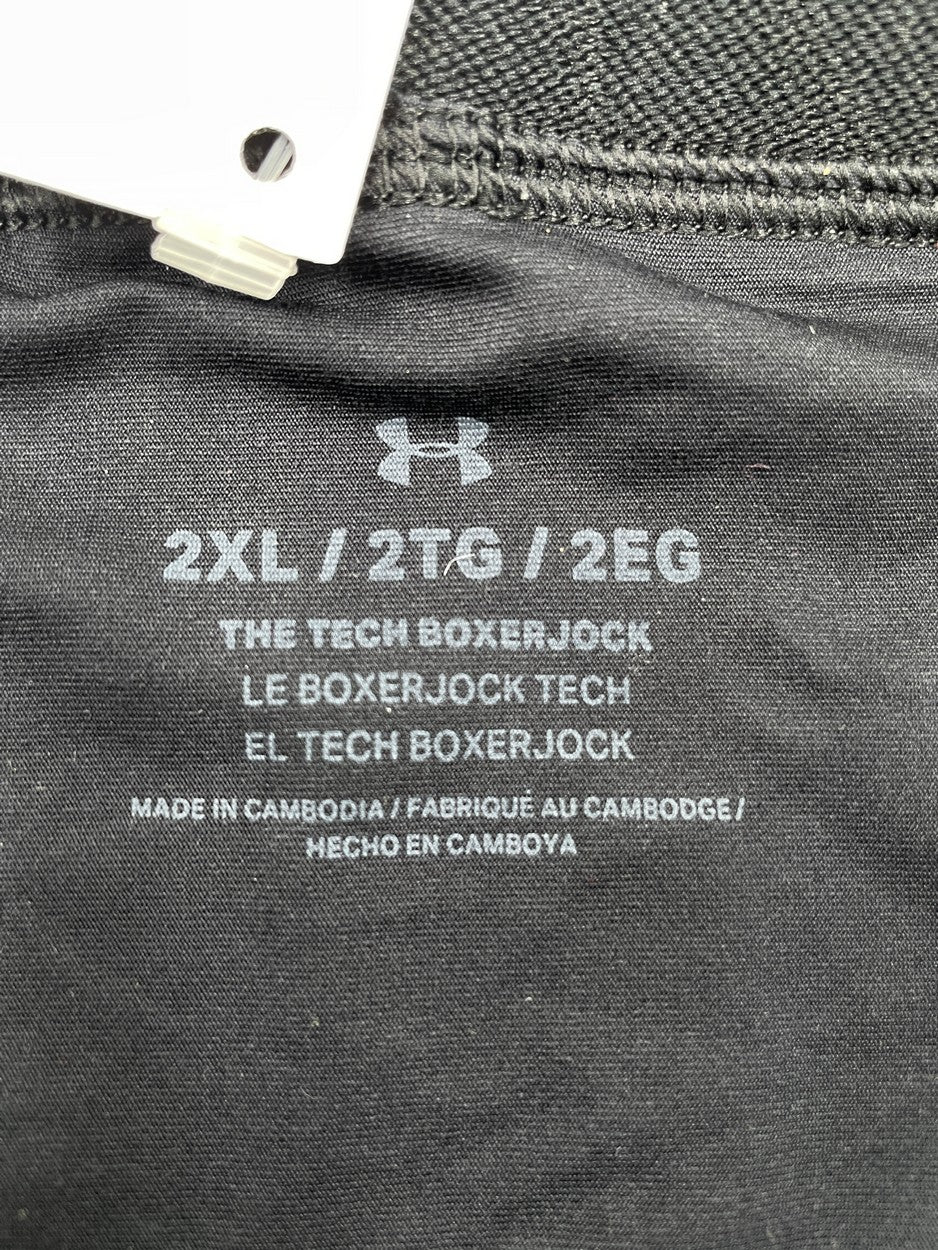 2XL / 2TG / 2EG
THE TECH BOXERJOCK
LE BOXERJOCK TECH
EL TECH BOXERJOCK
MADE IN CAMBODIA / FABRIQUÉ AU CAMBODGE /
HECHO EN CAMBOYA